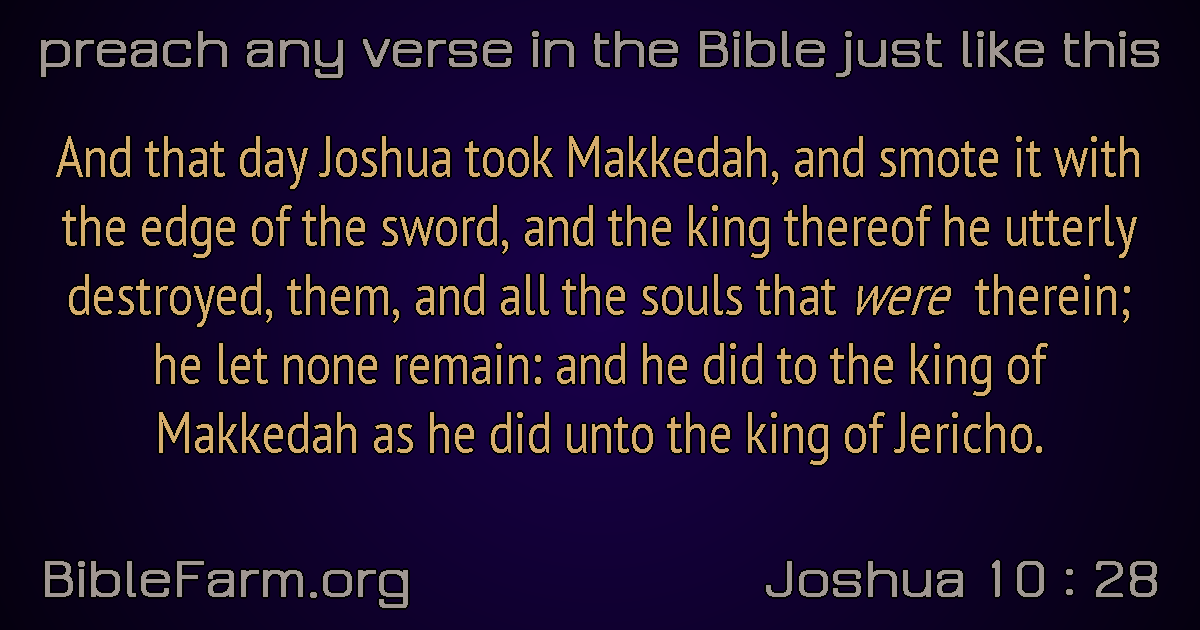 preach any verse in the Bible just like this
And that day Joshua took Makkedah, and smote it with
the edge of the sword, and the king thereof he utterly
destroyed, them, and all the souls that were therein;
he let none remain: and he did to the king of
Makkedah as he did unto the king of Jericho.
BibleFarm.org
Joshua 10 : 28